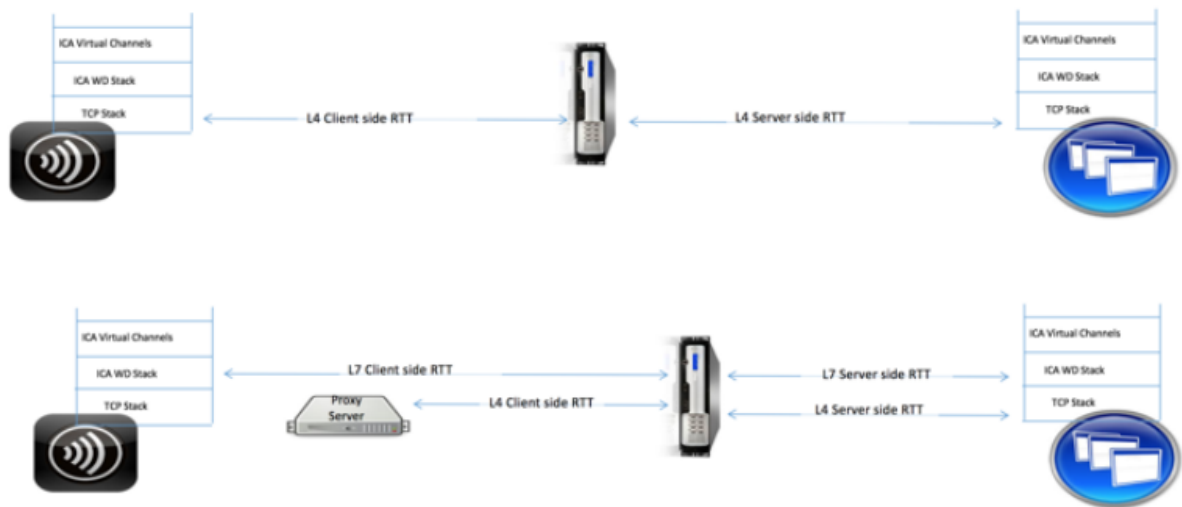 ICA Virtual Channels
ICA Virtual Channels
ICA WD Stack
ICA WD Stack
TCP Stack
L4 Client side RTT
L4 Server side RTT
TCP Stack
ICA Virtual Channels
ICA Virtual Channels
ICA WD Stack
L7 Client side RTT
L7 Server side RTT
ICA WD Stack
TCP Stack
Proxy
Server
L4 Client side RTT
L4 Server side RTT
TCP Stack